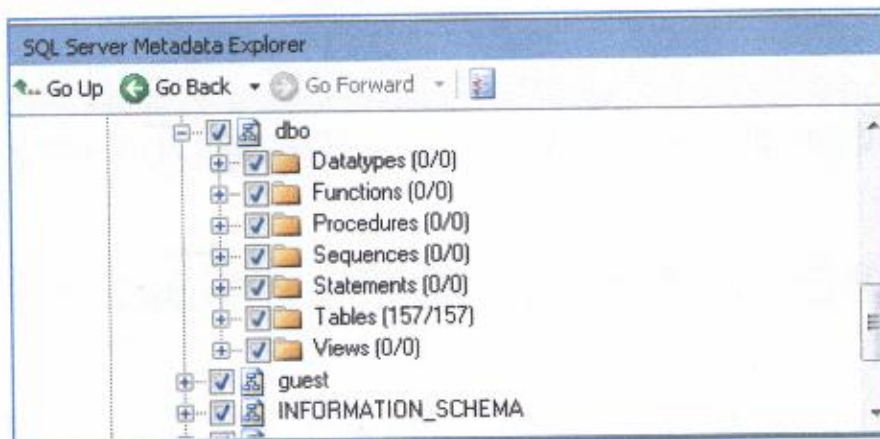 SQL Server Metadata Explorer
Go Up Go Back Go Forward
dbo
Datatypes (0/0)
Functions (0/0)
Procedures (0/0)
Sequences (0/0)
Statements (0/0)
Tables (157/157)
Views (0/0)
guest
INFORMATION_SCHEMA